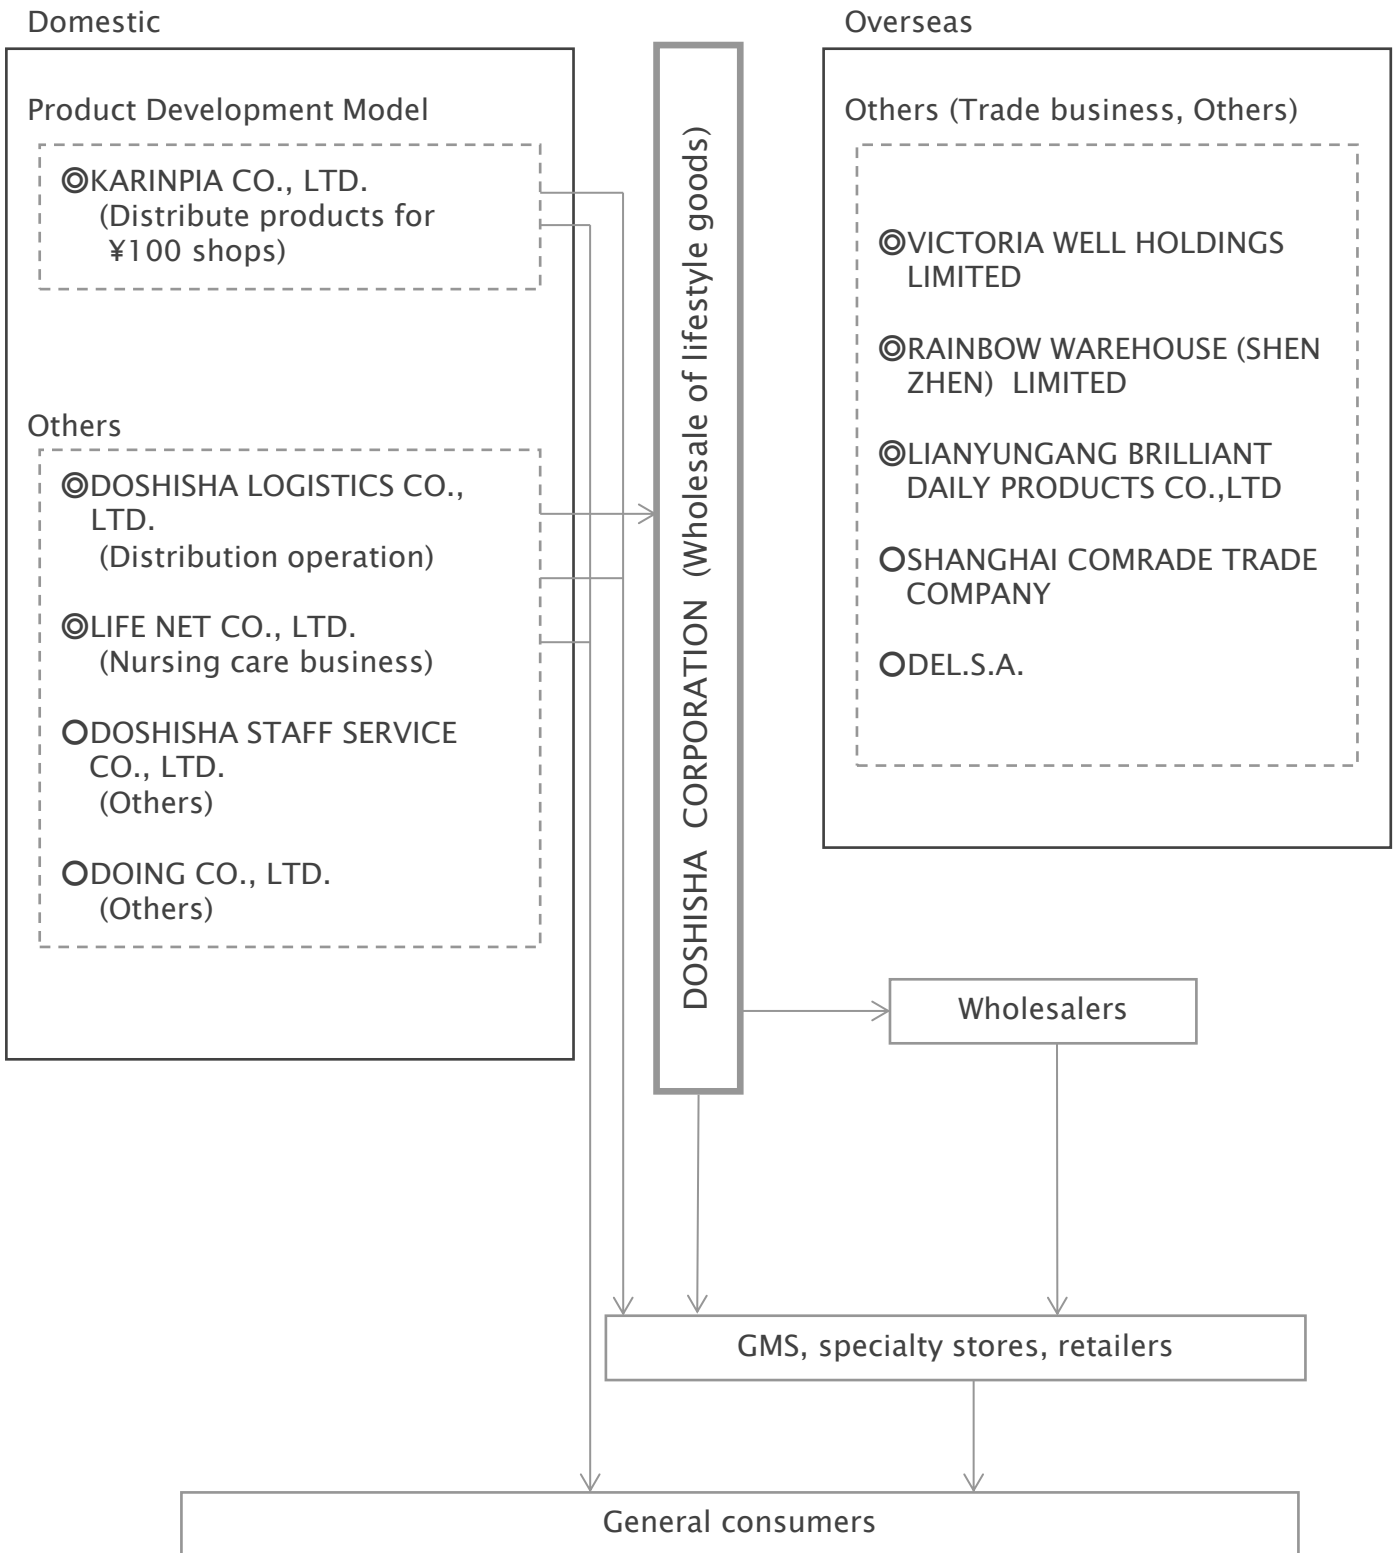 Domestic
Product Development Model
◎KARINPIA CO., LTD.
(Distribute products for
¥100 shops)
Others
◎DOSHISHA LOGISTICS CO.,
LTD.
(Distribution operation)
◎LIFE NET CO., LTD.
(Nursing care business)
○DOSHISHA STAFF SERVICE
CO., LTD.
(Others)
○DOING CO., LTD.
(Others)
DOSHISHA CORPORATION (Wholesale of lifestyle goods)
Overseas
Others (Trade business, Others)
◎VICTORIA WELL HOLDINGS
LIMITED
◎RAINBOW WAREHOUSE (SHEN
ZHEN) LIMITED
◎LIANYUNGANG BRILLIANT
DAILY PRODUCTS CO.,LTD
○SHANGHAI COMRADE TRADE
COMPANY
○DEL.S.A.
Wholesalers
GMS, specialty stores, retailers
General consumers